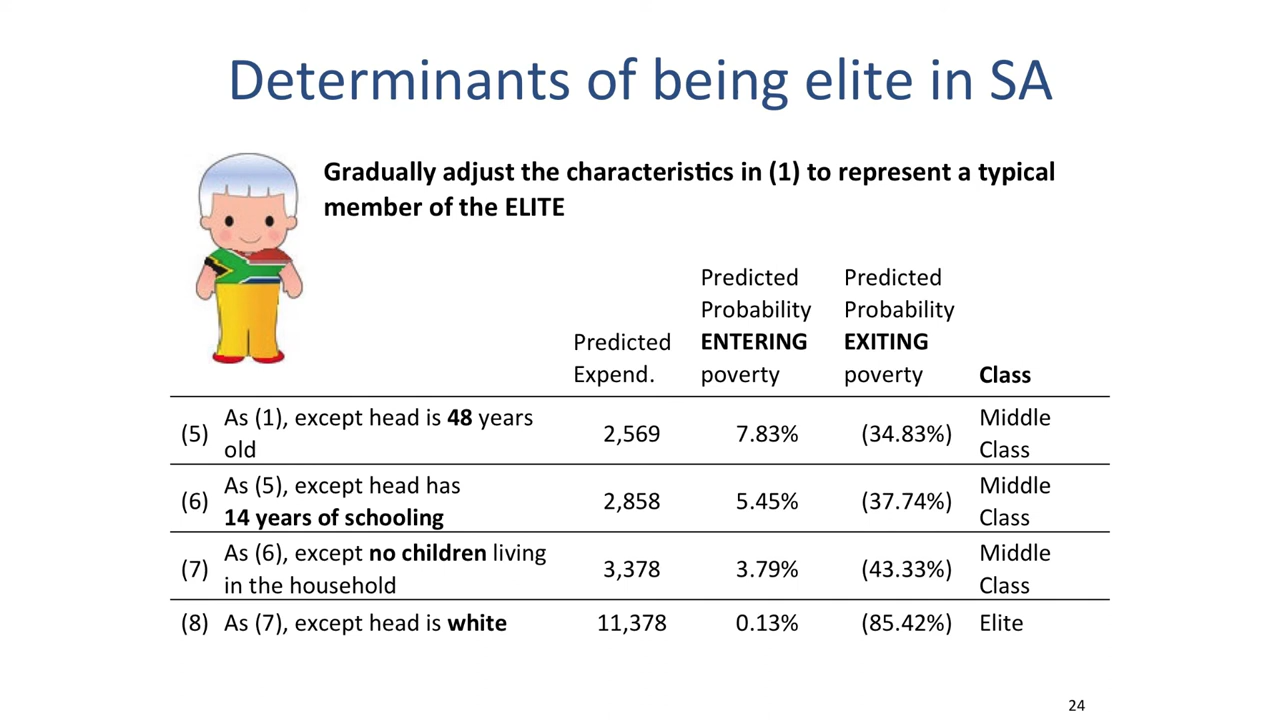 Determinants of being elite in SA
Gradually adjust the characteristics in (1) to represent a typical
member of the ELITE
Predicted
Expend.
Predicted
Probability
ENTERING
poverty
Predicted
Probability
EXITING
poverty
Class
(5) As (1), except head is 48 years
old
2,569 7.83% (34.83%) Middle
Class
(6) As (5), except head has
14 years of schooling
2,858 5.45% (37.74%) Middle
Class
(7) As (6), except no children living
in the household
3,378 3.79% (43.33%) Middle
Class
(8) As (7), except head is white 11,378 0.13% (85.42%) Elite
24